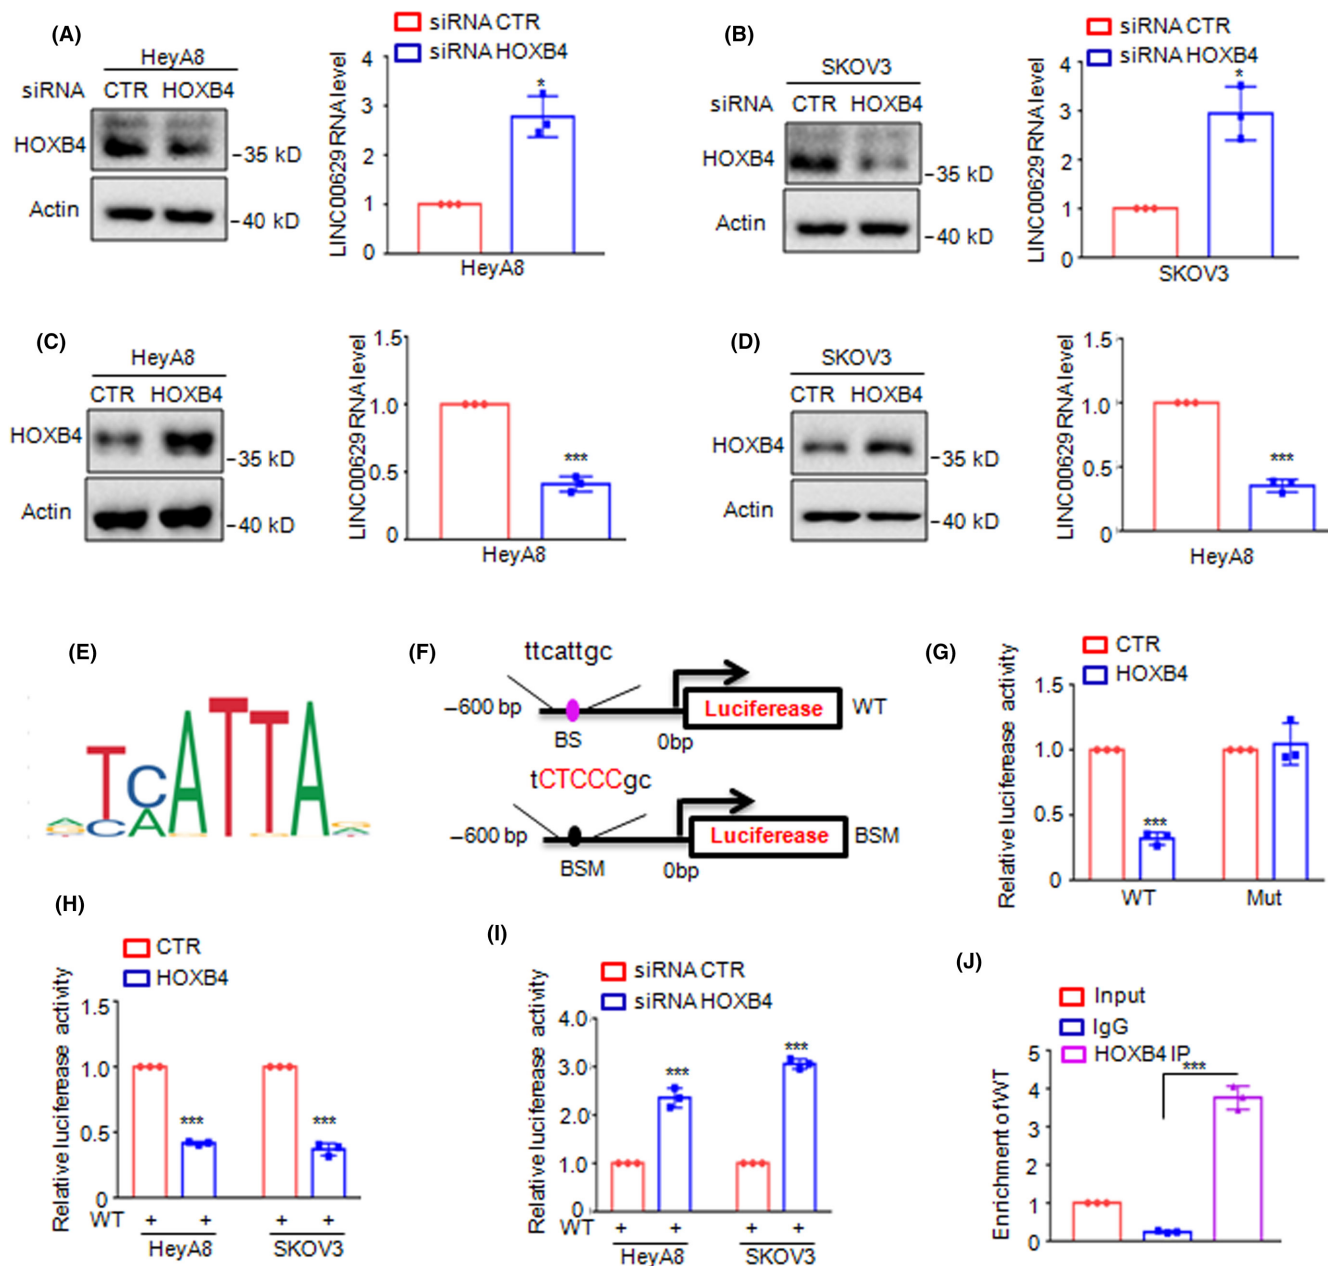 (A)
HeyA8
siRNA CTR HOXB4
HOXB4
–35 kD
Actin
–40 kD
siRNA CTR
siRNA HOXB4
LINC00629 RNA level
4
3
2
1
0
*
HeyA8
(B)
SKOV3
siRNA CTR HOXB4
HOXB4
–35 kD
Actin
–40 kD
siRNA CTR
siRNA HOXB4
LINC00629 RNA level
4
3
2
1
0
*
SKOV3
(C)
HeyA8
CTR HOXB4
HOXB4
–35 kD
Actin
–40 kD
LINC00629 RNA level
1.5
1.0
0.5
0
***
HeyA8
(D)
SKOV3
CTR HOXB4
HOXB4
–35 kD
Actin
–40 kD
LINC00629 RNA level
1.5
1.0
0.5
0
***
HeyA8
(E)
TCATTA
CAA
(F)
ttcattgc
–600 bp
BS
0bp
Luciferease
WT
tCTCCCgc
–600 bp
BSM
0bp
Luciferease
BSM
(G)
CTR
HOXB4
Relative luciferease activity
1.5
1.0
0.5
0
***
WT Mut
(H)
CTR
HOXB4
Relative luciferease activity
1.5
1.0
0.5
0
*** ***
WT + + + +
HeyA8 SKOV3
(I)
siRNA CTR
siRNA HOXB4
Relative luciferease activity
4.0
3.0
2.0
1.0
0
*** ***
WT + + + +
HeyA8 SKOV3
(J)
Input
IgG
HOXB4 IP
Enrichment of WT
5
4
3
2
1
0
***